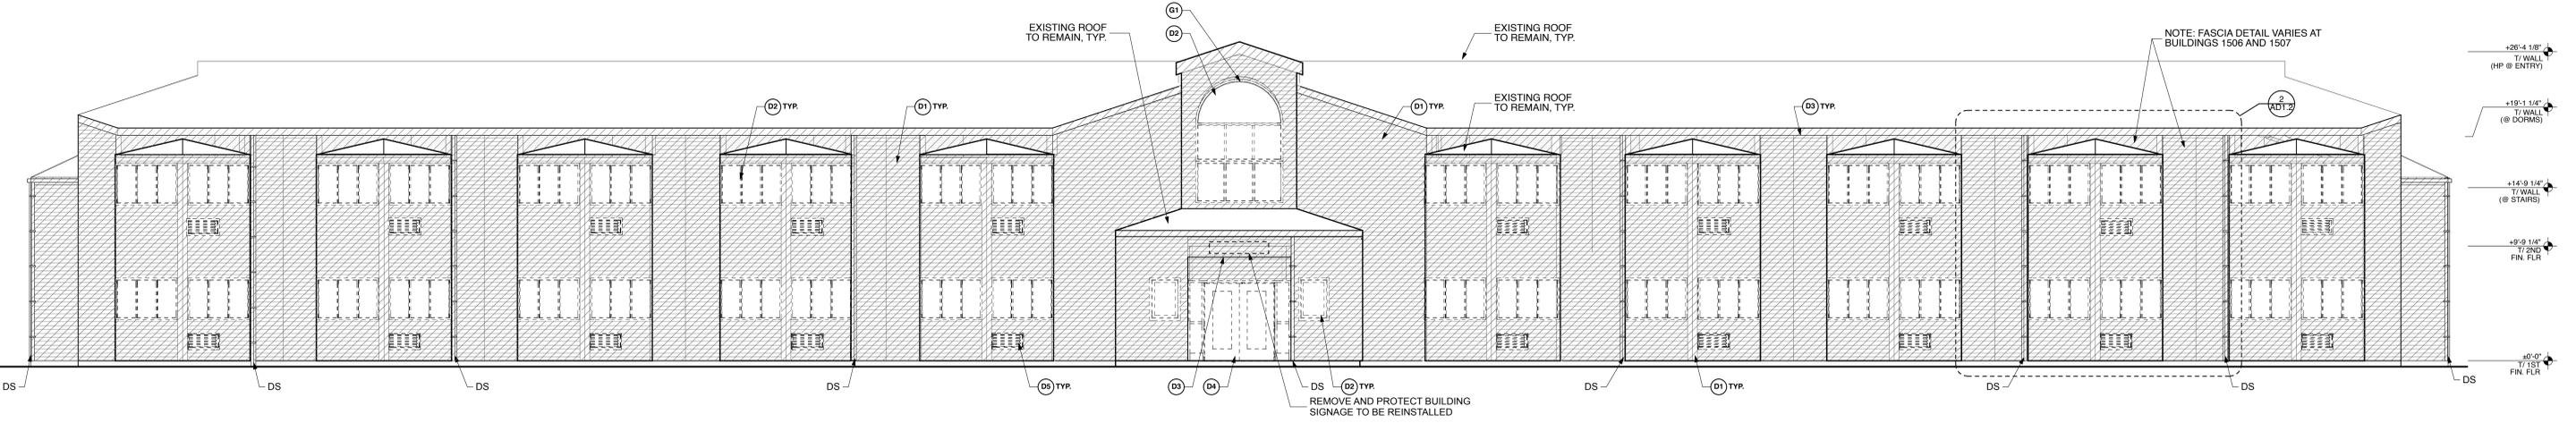 G1
EXISTING ROOF
TO REMAIN, TYP.
D2
EXISTING ROOF
TO REMAIN, TYP.
NOTE: FASCIA DETAIL VARIES AT
BUILDINGS 1506 AND 1507
+26'-4 1/8"
T/ WALL
(HP @ ENTRY)
D2 TYP.
D1 TYP.
D1 TYP.
EXISTING ROOF
TO REMAIN, TYP.
D3 TYP.
2
AD1.2
+19'-1 1/4"
T/ WALL
(@ DORMS)
+14'-9 1/4"
T/ WALL
(@ STAIRS)
+9'-9 1/4"
T/ 2ND
FIN. FLR
±0'-0"
T/ 1ST
FIN. FLR
DS
DS
DS
DS
D5 TYP.
D3
D4
DS
D2 TYP.
DS
D1 TYP.
DS
DS
DS
REMOVE AND PROTECT BUILDING
SIGNAGE TO BE REINSTALLED